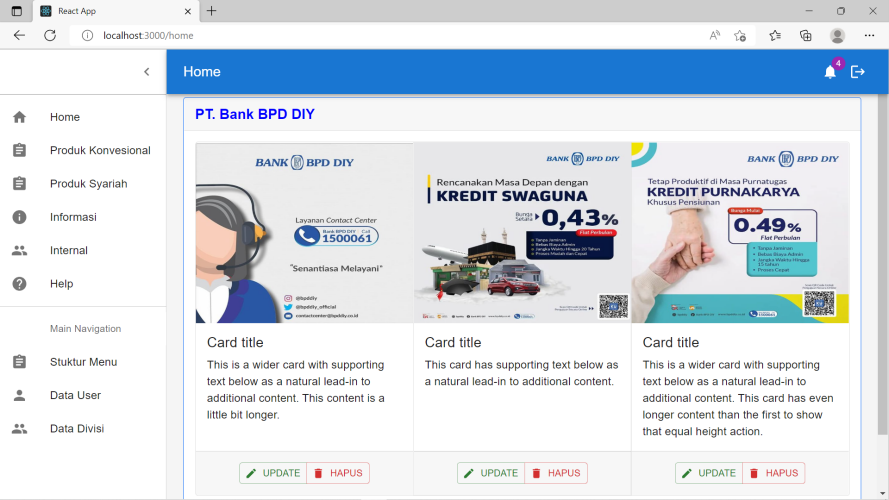 React App
localhost:3000/home
Home
4
Home
Produk Konvesional
Produk Syariah
Informasi
Internal
Help
Main Navigation
Stuktur Menu
Data User
Data Divisi
PT. Bank BPD DIY
BANK BPD DIY
Layanan Contact Center
Bank BPD DIY Call
1500061
"Senantiasa Melayani"
@bpddiy
@bpddiy_official
contactcenter@bpddiy.co.id
Card title
This is a wider card with supporting
text below as a natural lead-in to
additional content. This content is a
little bit longer.
UPDATE
HAPUS
BANK BPD DIY
Rencanakan Masa Depan dengan
KREDIT SWAGUNA
Bunga
Setara
0,43%
Flat Perbulan
Tanpa Jaminan
Bebas Biaya Admin
Jangka Waktu Hingga 20 Tahun
Proses Mudah dan Cepat
Card title
This card has supporting text below as
a natural lead-in to additional content.
UPDATE
HAPUS
BANK BPD DIY
Tetap Produktif di Masa Purnatugas
KREDIT PURNAKARYA
Khusus Pensiunan
Bunga Mulai
0.49%
Flat Perbulan
Tanpa Jaminan
Bebas Biaya Admin
Jangka Waktu Hingga
15 tahun
Proses Cepat
Card title
This is a wider card with supporting
text below as a natural lead-in to
additional content. This card has even
longer content than the first to show
that equal height action.
UPDATE
HAPUS